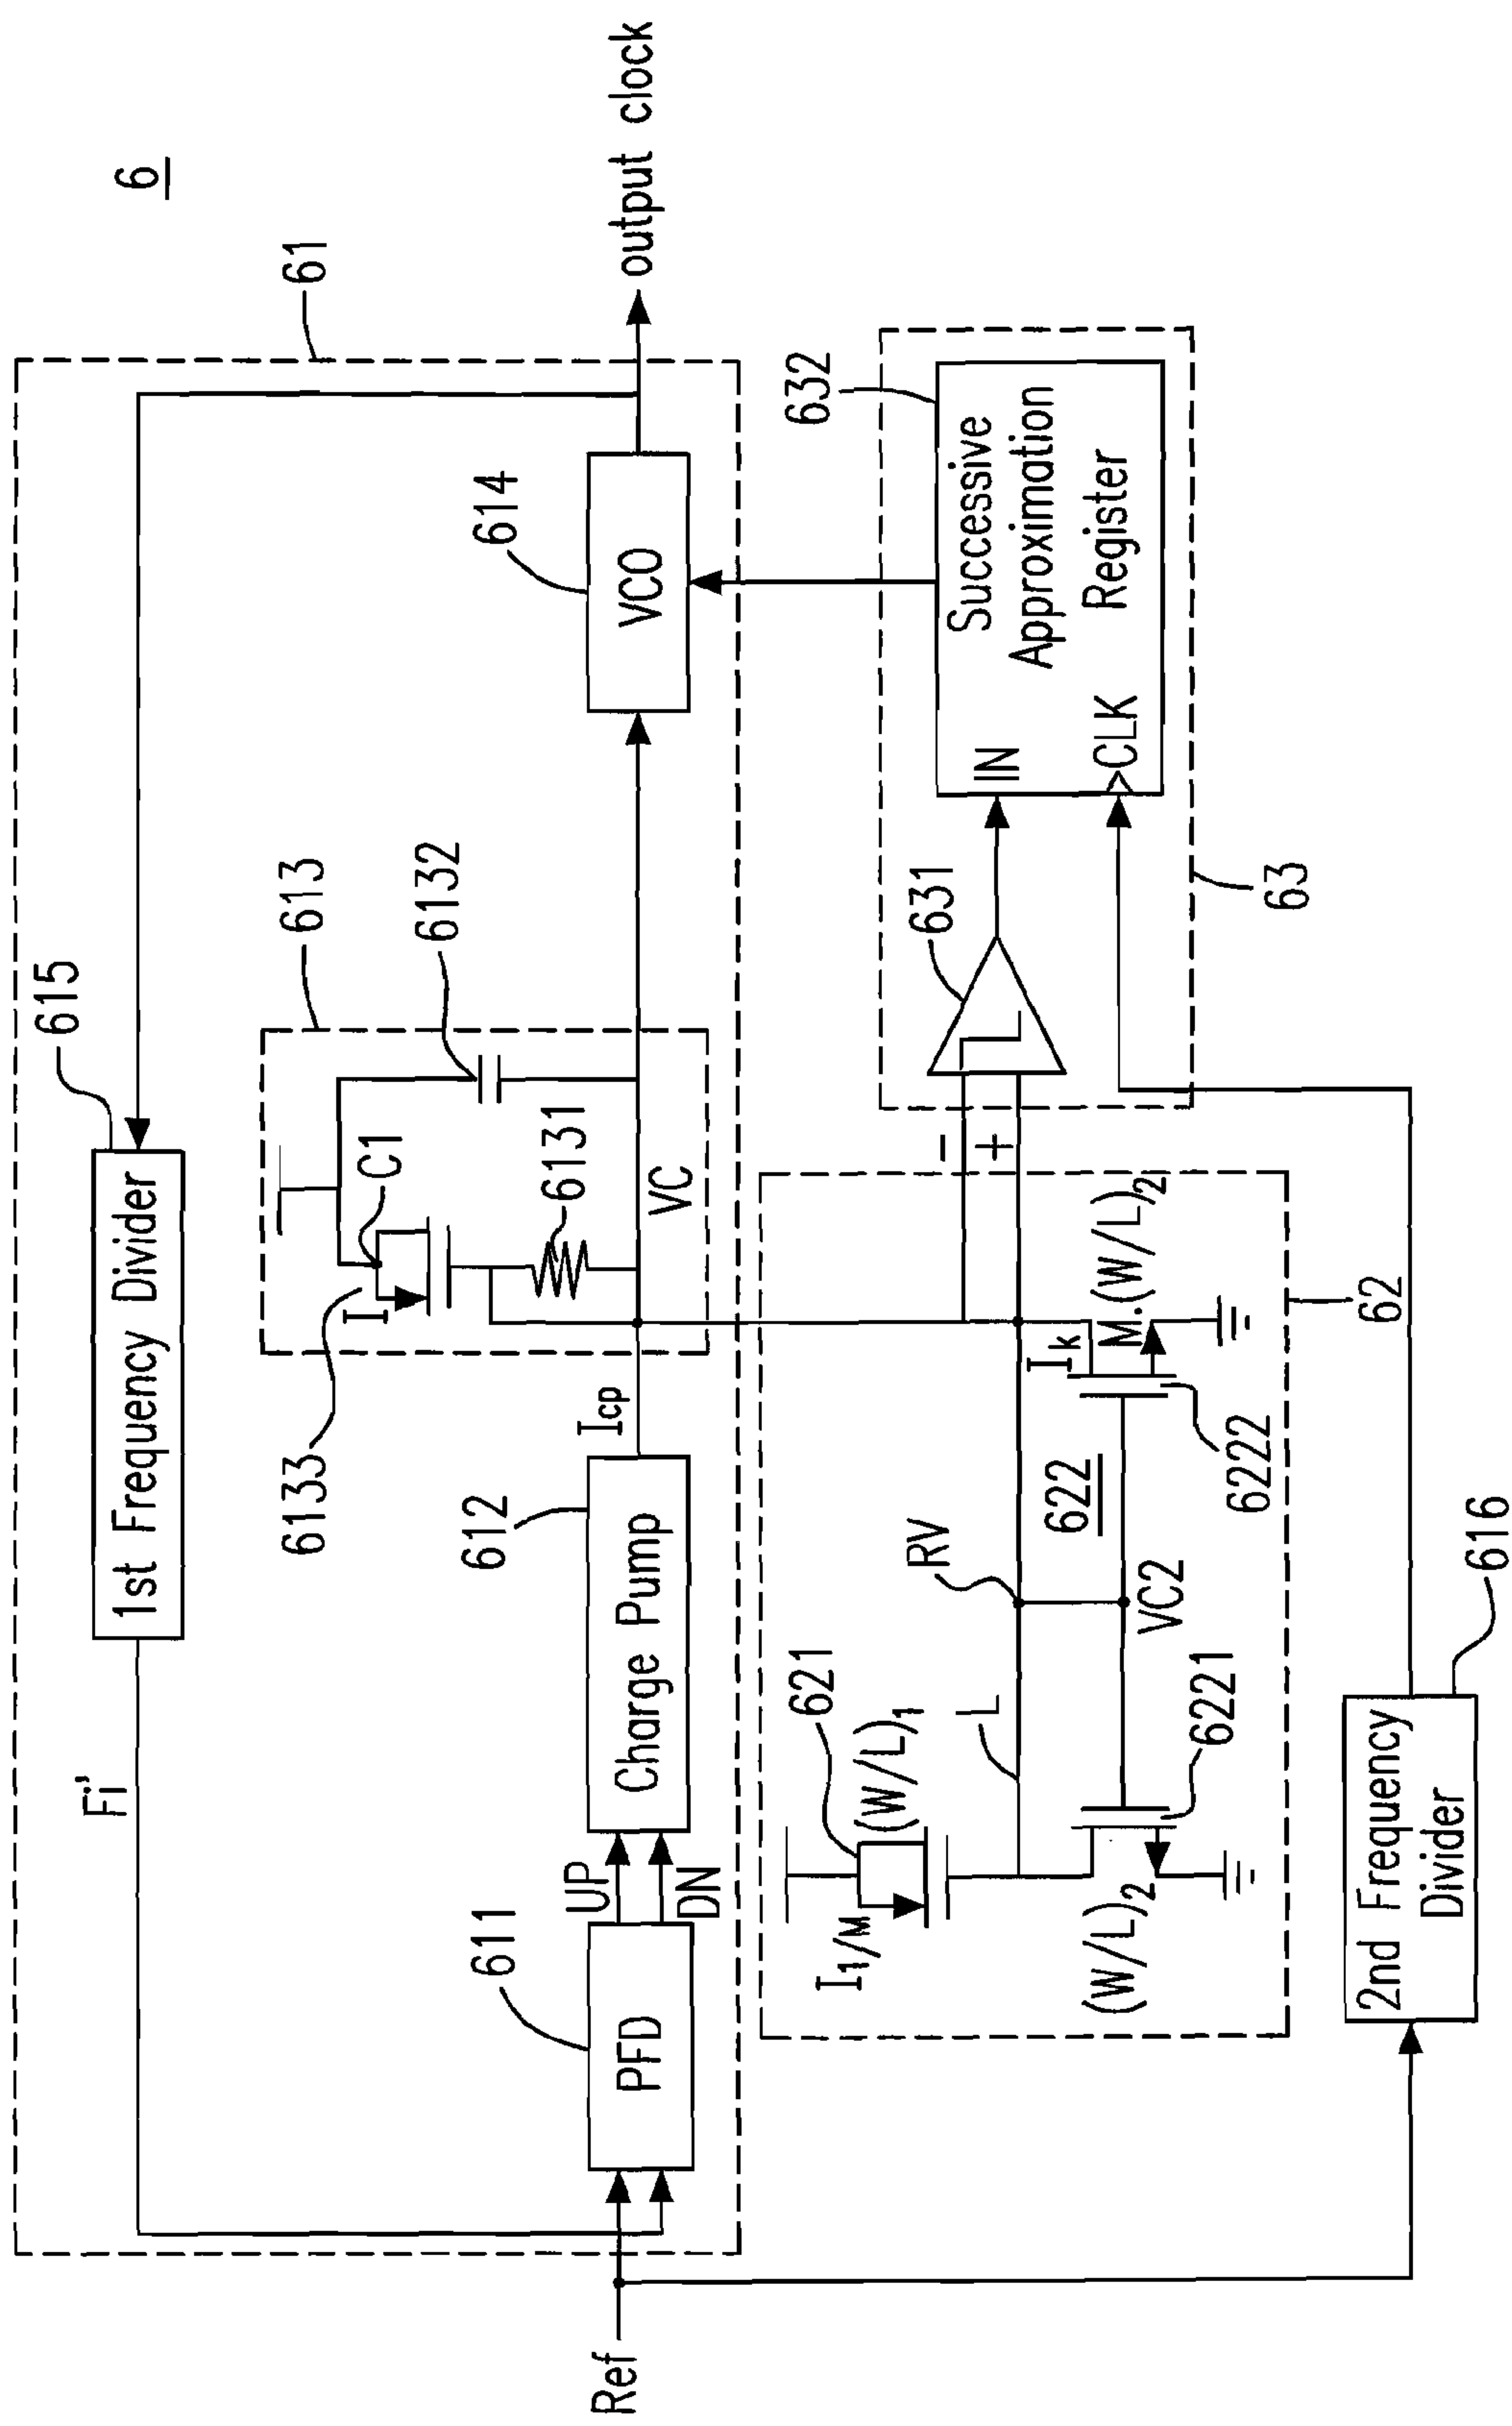 6
61
615
1st Frequency Divider
Fi'
613
6133
I
C1
6132
6131
VC
Ref
611
PFD
UP
DN
612
Charge Pump
Icp
614
VCO
output clock
621
I1/M
(W/L)1
L
RV
622
Ik
M.(W/L)2
(W/L)2
6221
VC2
6222
62
−
+
631
632
IN
CLK
Successive
Approximation
Register
63
2nd Frequency
Divider
616